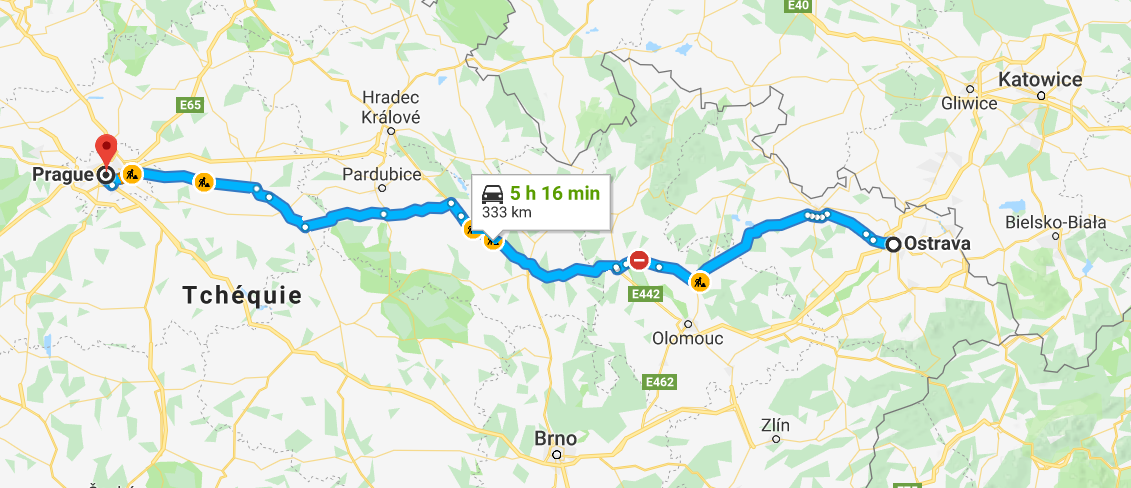 E40
Katowice
Gliwice
E65
Hradec
Králové
Prague
Pardubice
5 h 16 min
333 km
Bielsko-Biała
Ostrava
Tchéquie
E442
Olomouc
E462
Zlín
Brno